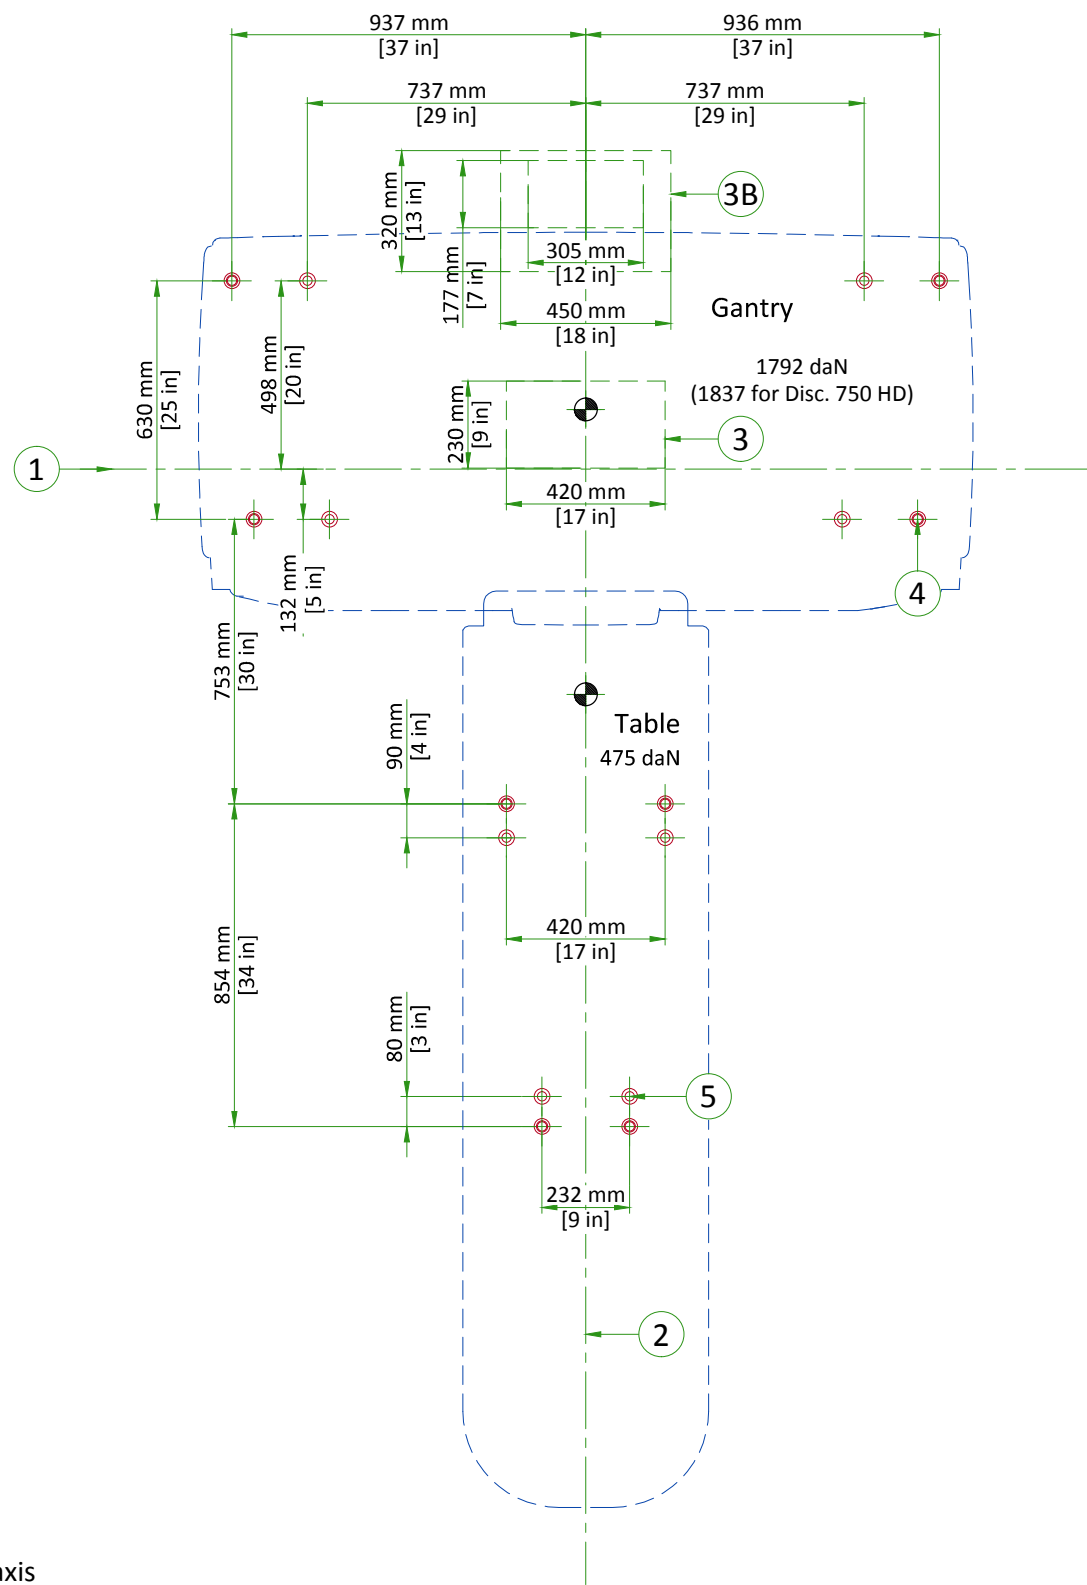 937 mm
[37 in]
936 mm
[37 in]
737 mm
[29 in]
737 mm
[29 in]
320 mm
[13 in]
177 mm
[7 in]
3B
305 mm
[12 in]
450 mm
[18 in]
Gantry
1792 daN
(1837 for Disc. 750 HD)
630 mm
[25 in]
498 mm
[20 in]
230 mm
[9 in]
3
1
420 mm
[17 in]
132 mm
[5 in]
4
753 mm
[30 in]
Table
475 daN
90 mm
[4 in]
420 mm
[17 in]
854 mm
[34 in]
80 mm
[3 in]
5
232 mm
[9 in]
2